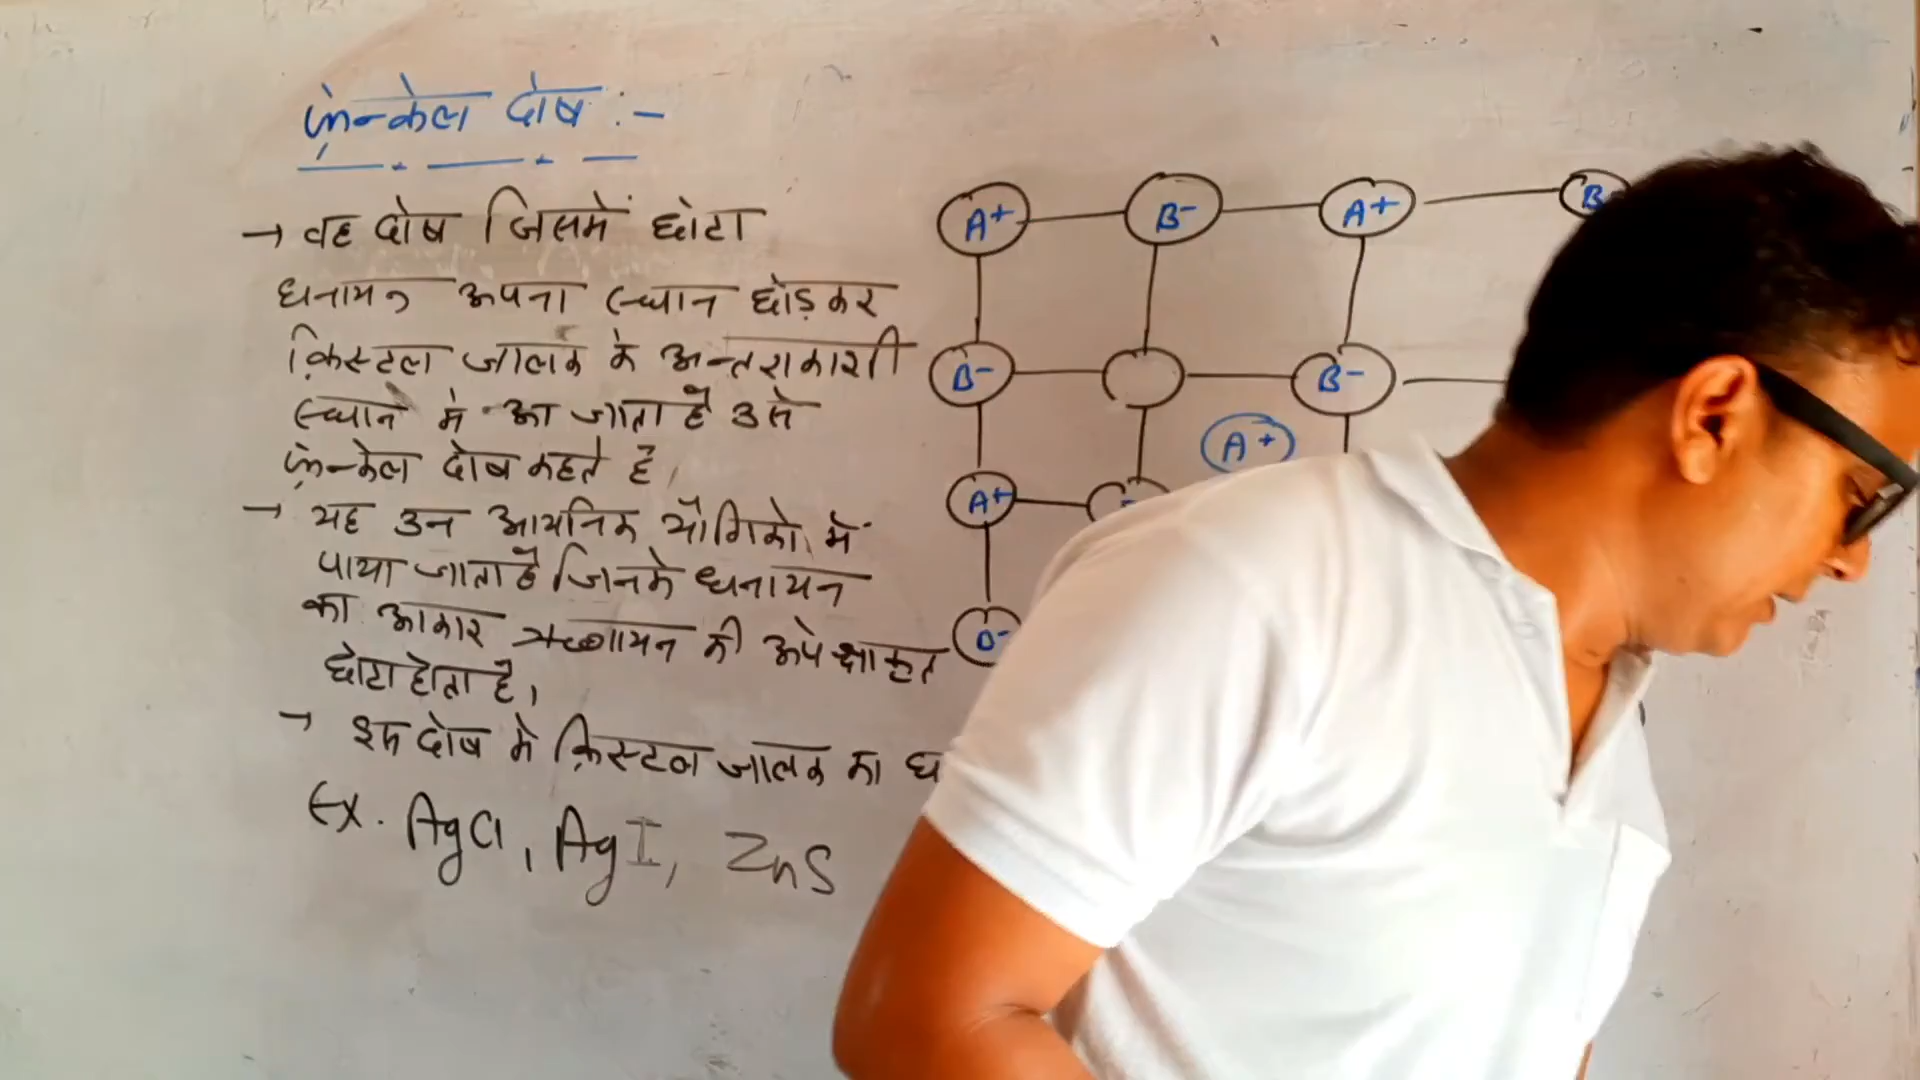 फ्रेन्केल दोष :-
→ वह दोष जिसमें छोटा
धनायन अपना स्थान छोड़कर
क्रिस्टल जालक के अन्तराकाशी
स्थान में आ जाता है उसे
फ्रेन्केल दोष कहते है।
→ यह उन आयनिक यौगिको में
पाया जाता है जिनके धनायन
का आकार ऋणायन की अपेक्षाकृत
छोटा होता है।
→ इस दोष मे क्रिस्टल जालक का घ
Ex. AgCl, AgI, ZnS
A+ B- A+ B
B- B-
A+
A+